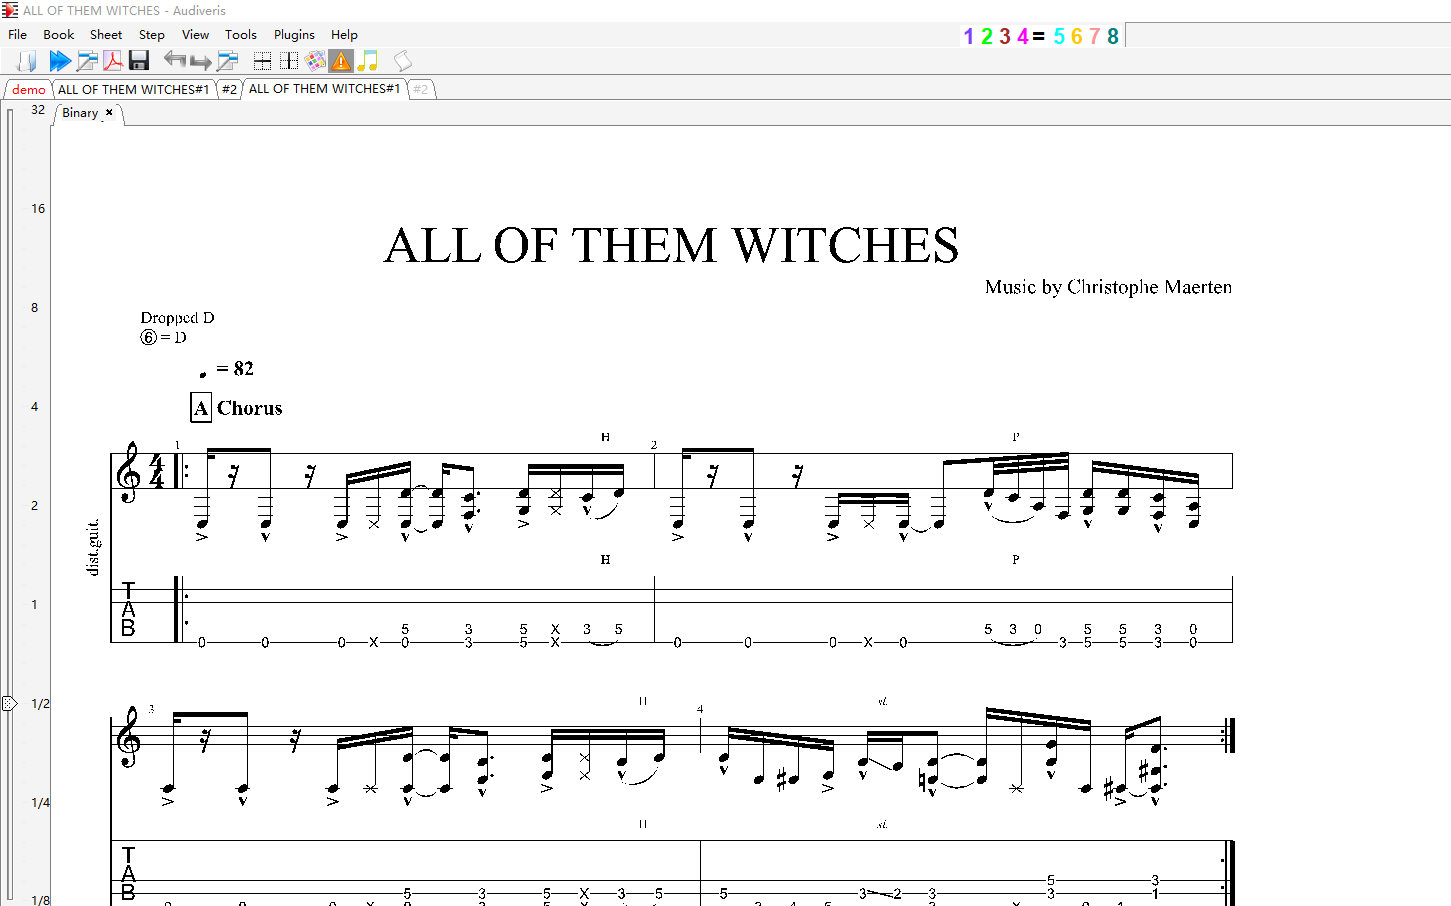 ALL OF THEM WITCHES - Audiveris
File Book Sheet Step View Tools Plugins Help
1 2 3 4 = 5 6 7 8
demo ALL OF THEM WITCHES#1 #2 ALL OF THEM WITCHES#1 #2
Binary
32
16
8
4
2
1
1/2
1/4
1/8
ALL OF THEM WITCHES
Music by Christophe Maerten
Dropped D
⑥ = D
= 82
A Chorus
1 H 2 P
4
4
dist.guit.
H P
T
A
B
5 3 5 X 3 5 5 3 0 5 5 3 0
0 0 0 X 0 3 5 X 0 0 0 X 0 3 5 5 3 0
3 H 4 sl.
H sl.
T
A
B
5 3
5 3 5 X 3 5 5 3 2 3 3 1